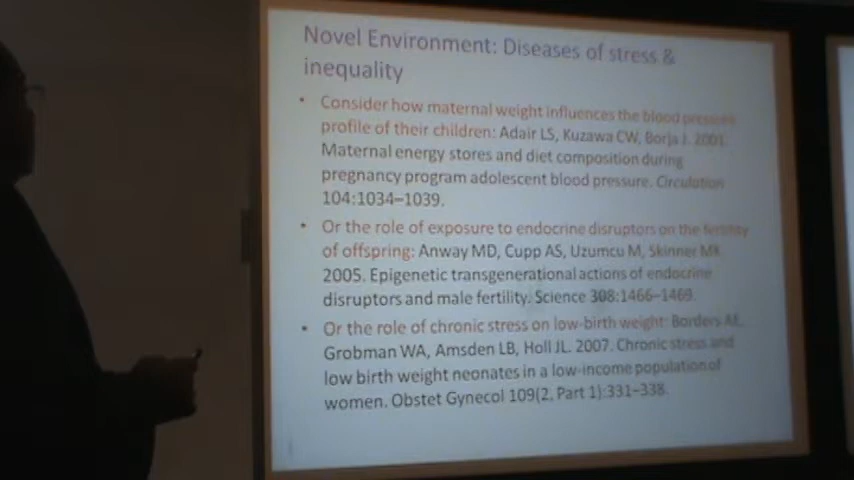 Novel Environment: Diseases of stress &
inequality
• Consider how maternal weight influences the blood pressure
profile of their children: Adair LS, Kuzawa CW, Borja J. 2001.
Maternal energy stores and diet composition during
pregnancy program adolescent blood pressure. Circulation
104:1034–1039.
• Or the role of exposure to endocrine disruptors on the fertility
of offspring: Anway MD, Cupp AS, Uzumcu M, Skinner MK.
2005. Epigenetic transgenerational actions of endocrine
disruptors and male fertility. Science 308:1466–1469.
• Or the role of chronic stress on low-birth weight: Borders AE,
Grobman WA, Amsden LB, Holl JL. 2007. Chronic stress and
low birth weight neonates in a low-income population of
women. Obstet Gynecol 109(2, Part 1):331–338.